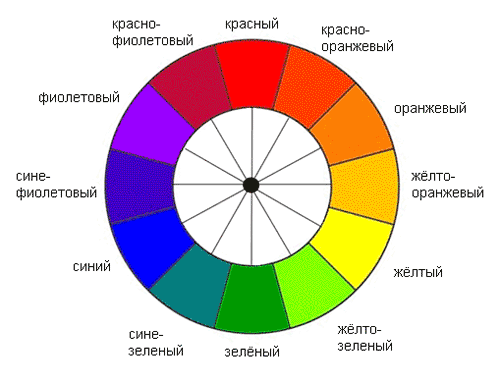 красный
красно-
оранжевый
оранжевый
жёлто-
оранжевый
жёлтый
жёлто-
зеленый
зелёный
сине-
зеленый
синий
сине-
фиолетовый
фиолетовый
красно-
фиолетовый